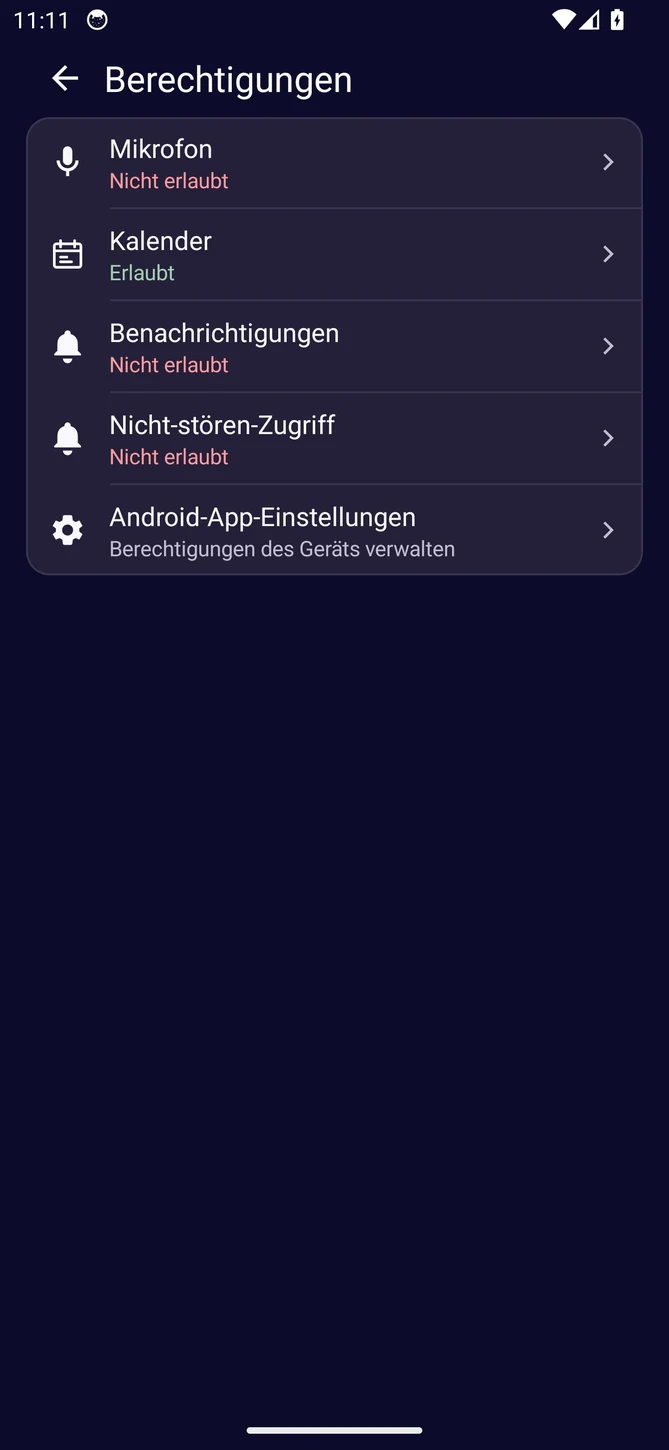 11:11
Berechtigungen
Mikrofon
Nicht erlaubt
Kalender
Erlaubt
Benachrichtigungen
Nicht erlaubt
Nicht-stören-Zugriff
Nicht erlaubt
Android-App-Einstellungen
Berechtigungen des Geräts verwalten